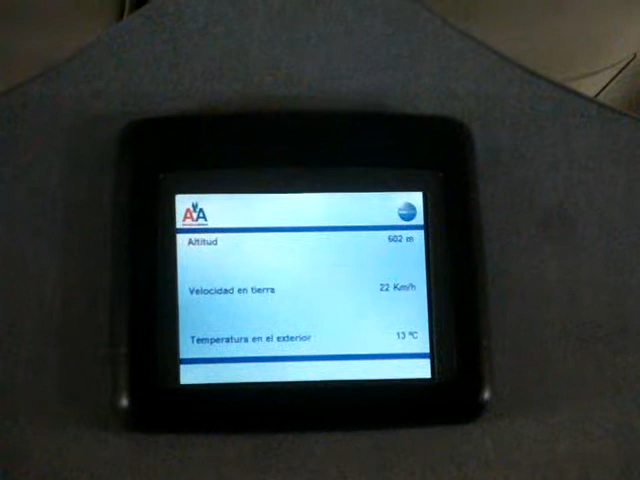 AA
Altitud 602 m
Velocidad en tierra 22 Km/h
Temperatura en el exterior 13 ºC